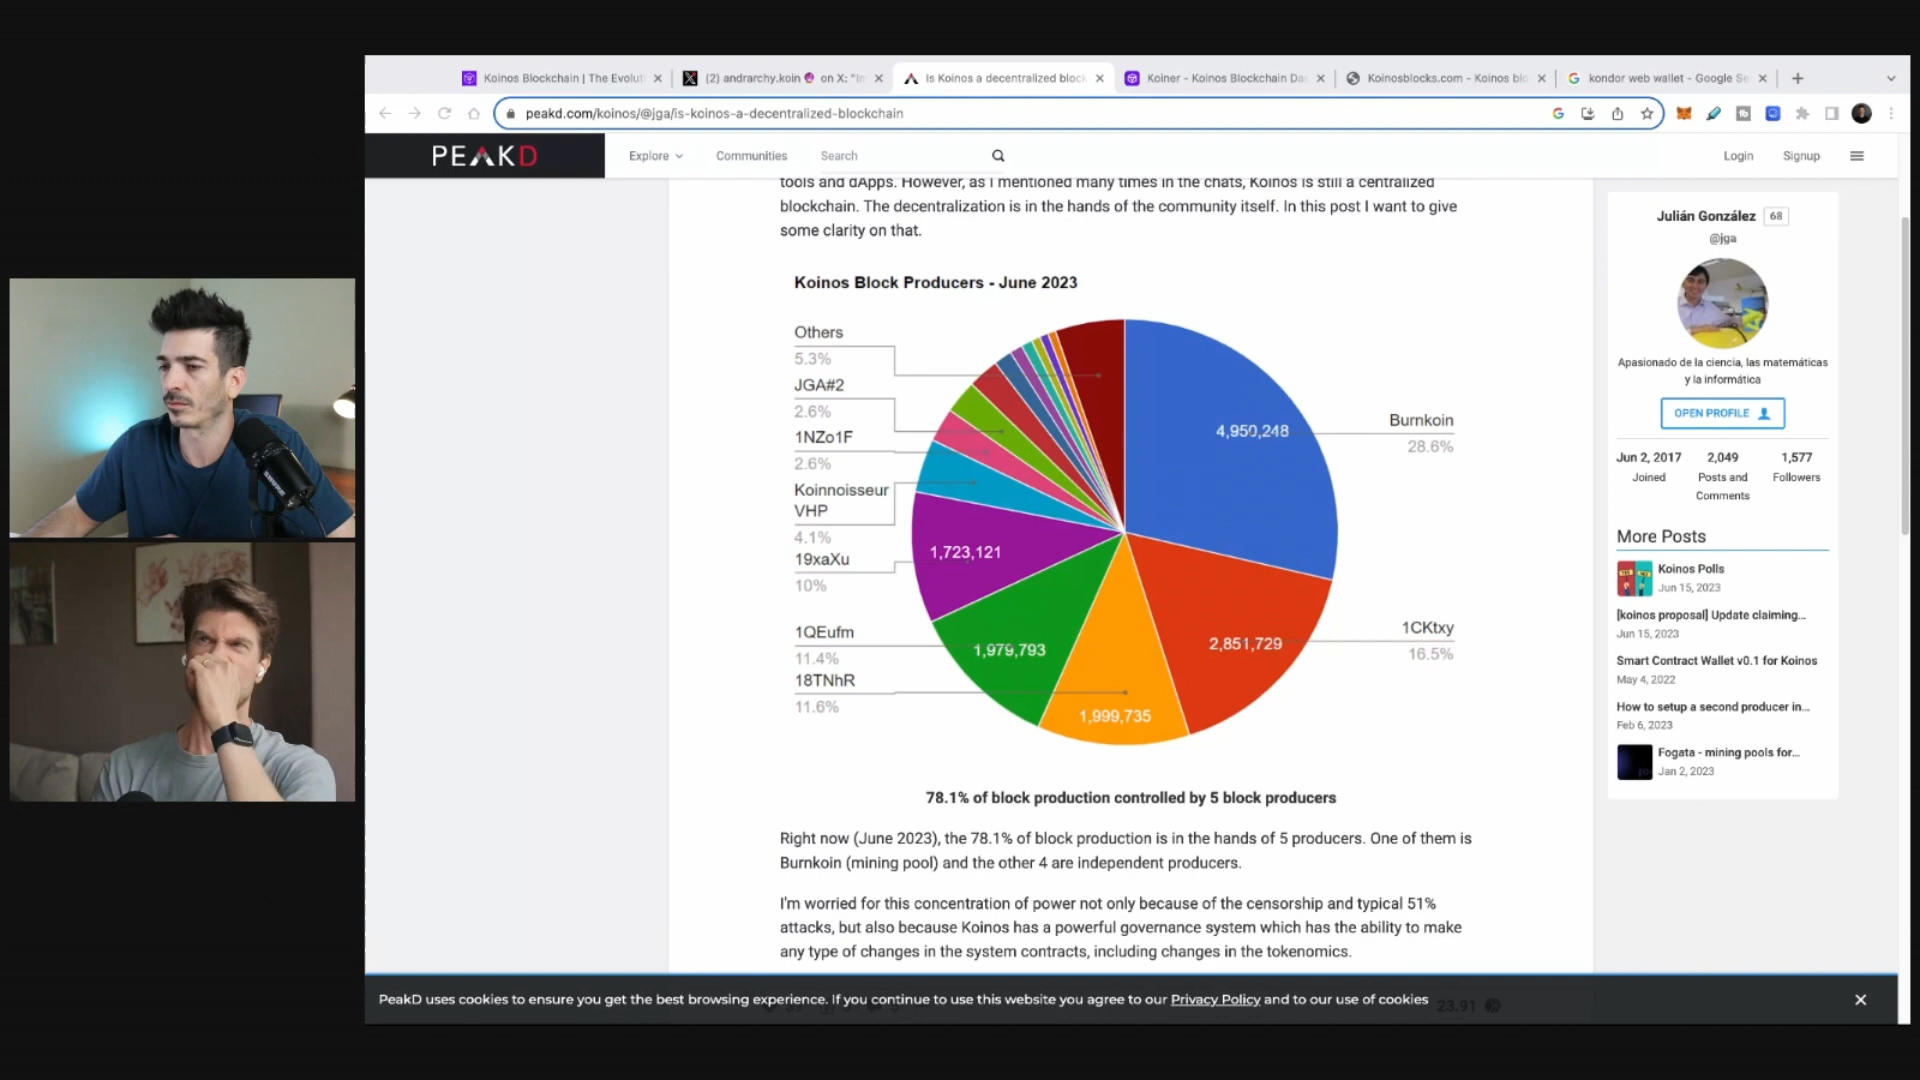 Koinos Blockchain | The Evoluti
(2) andrarchy.koin on X: "Im
Is Koinos a decentralized block
Koiner - Koinos Blockchain Da
Koinosblocks.com - Koinos blo
kondor web wallet - Google Se
peakd.com/koinos/@jga/is-koinos-a-decentralized-blockchain
PEAKD
Explore
Communities
Search
Login
Signup
tools and dApps. However, as I mentioned many times in the chats, Koinos is still a centralized
blockchain. The decentralization is in the hands of the community itself. In this post I want to give
some clarity on that.
Koinos Block Producers - June 2023
Others
5.3%
JGA#2
2.6%
1NZo1F
2.6%
Koinnoisseur
VHP
4.1%
19xaXu
10%
1QEufm
11.4%
18TNhR
11.6%
4,950,248
Burnkoin
28.6%
1,723,121
1CKtxy
16.5%
2,851,729
1,979,793
1,999,735
78.1% of block production controlled by 5 block producers
Right now (June 2023), the 78.1% of block production is in the hands of 5 producers. One of them is
Burnkoin (mining pool) and the other 4 are independent producers.
I'm worried for this concentration of power not only because of the censorship and typical 51%
attacks, but also because Koinos has a powerful governance system which has the ability to make
any type of changes in the system contracts, including changes in the tokenomics.
Julián González 68
@jga
Apasionado de la ciencia, las matemáticas
y la informática
OPEN PROFILE
Jun 2, 2017 2,049 1,577
Joined Posts and Followers
Comments
More Posts
Koinos Polls
Jun 15, 2023
[koinos proposal] Update claiming...
Jun 15, 2023
Smart Contract Wallet v0.1 for Koinos
May 4, 2022
How to setup a second producer in...
Feb 6, 2023
Fogata - mining pools for...
Jan 2, 2023
PeakD uses cookies to ensure you get the best browsing experience. If you continue to use this website you agree to our Privacy Policy and to our use of cookies
23.91